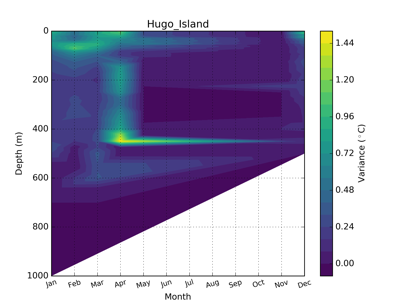 Hugo_Island
0
200
400
600
800
1000
Depth (m)
Jan Feb Mar Apr May Jun Jul Aug Sep Oct Nov Dec
Month
1.44
1.20
0.96
0.72
0.48
0.24
0.00
Variance (°C)